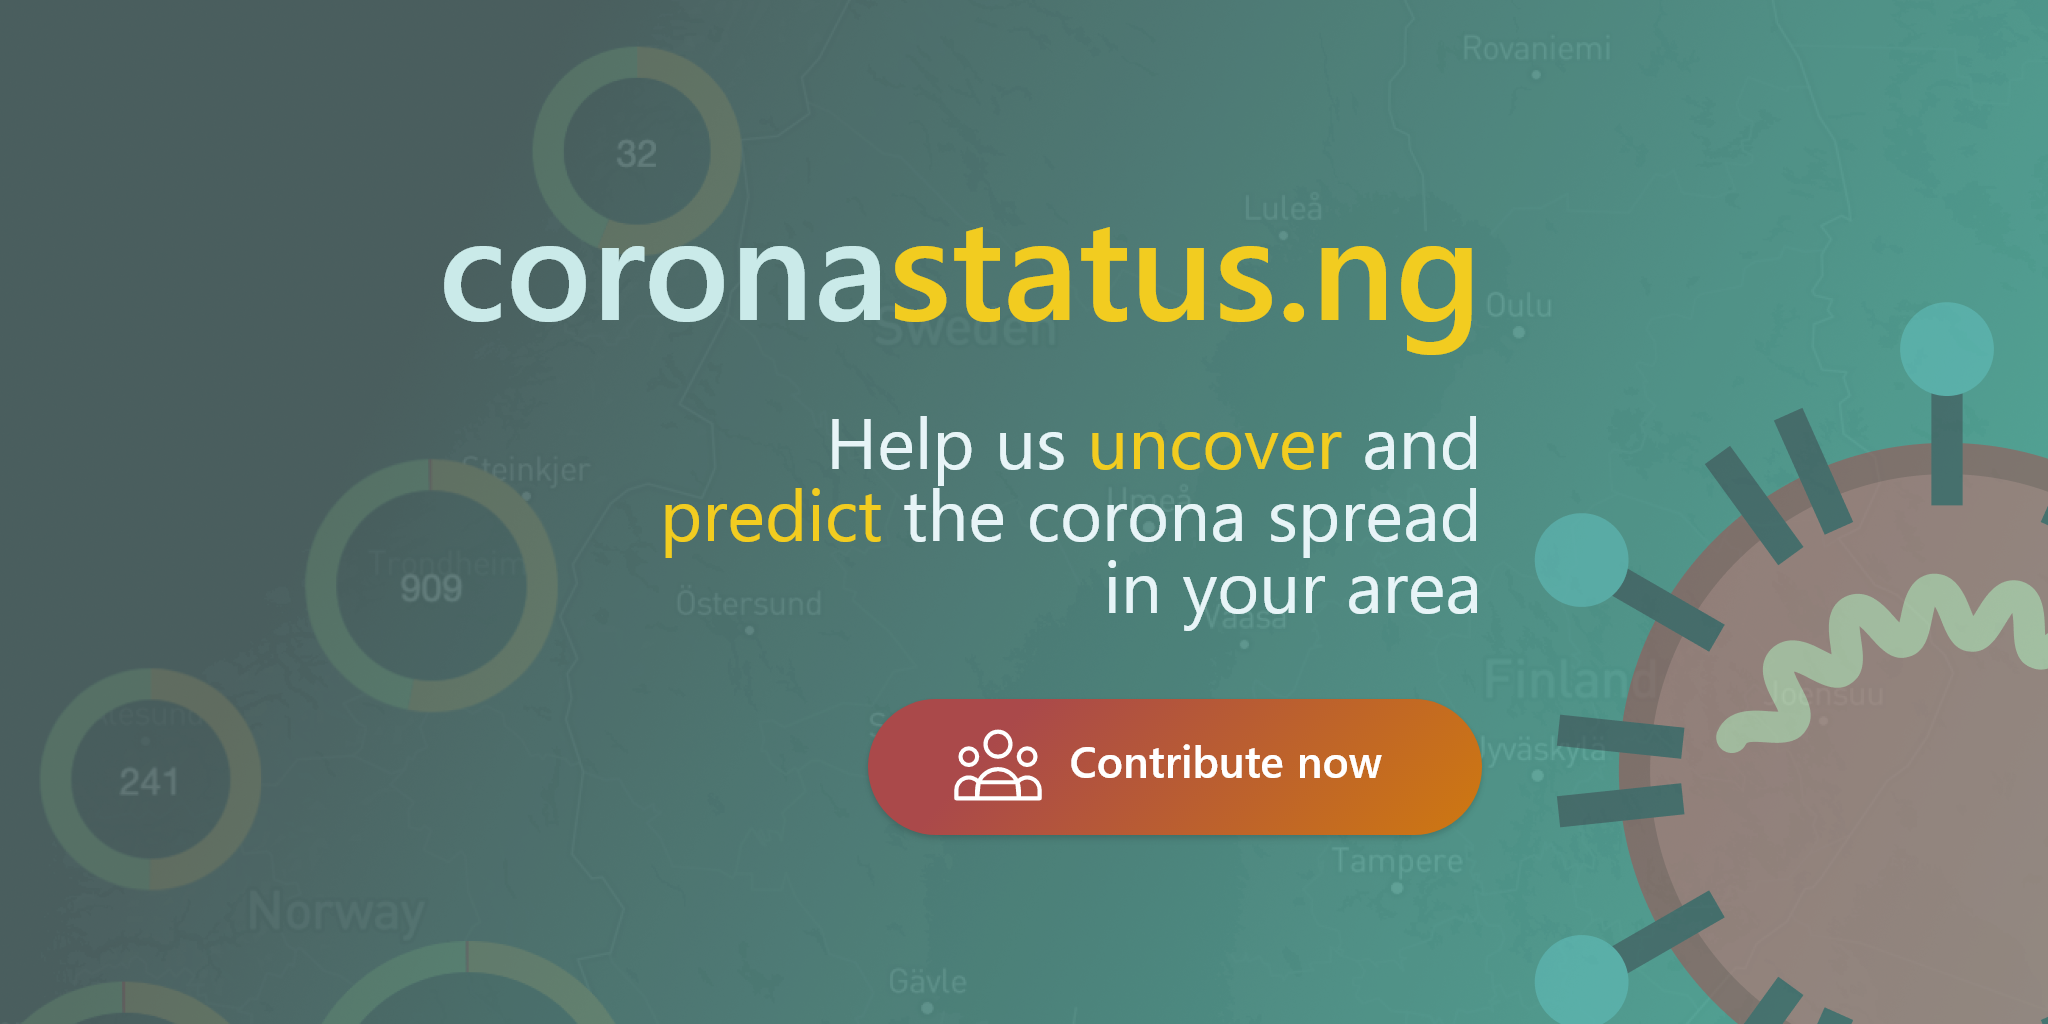 Rovaniemi
32
Luleå
coronastatus.ng
Oulu
Sweden
Help us uncover and
Steinkjer
predict the corona spread
Umeå
Trondheim
909
in your area
Östersund
Vaasa
Finland
Joensuu
241
Contribute now
Tampere
Norway
Gävle